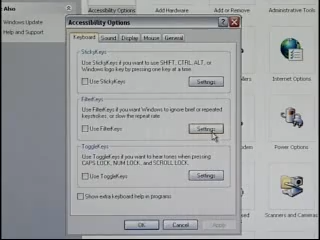 Also
Windows Update
Help and Support
Accessibility Options
Add Hardware
Add or Remov...
Accessibility Options
Keyboard
Sound
Display
Mouse
General
StickyKeys
Use StickyKeys if you want to use SHIFT, CTRL, ALT, or
Windows logo key by pressing one key at a time.
Use StickyKeys
Settings
FilterKeys
Use FilterKeys if you want Windows to ignore brief or repeated
keystrokes, or slow the repeat rate.
Use FilterKeys
Settings
ToggleKeys
Use ToggleKeys if you want to hear tones when pressing
CAPS LOCK, NUM LOCK, and SCROLL LOCK.
Use ToggleKeys
Settings
Show extra keyboard help in programs
OK
Cancel
Apply
Administrative Tools
Internet Options
Power Options
Scanners and Cameras